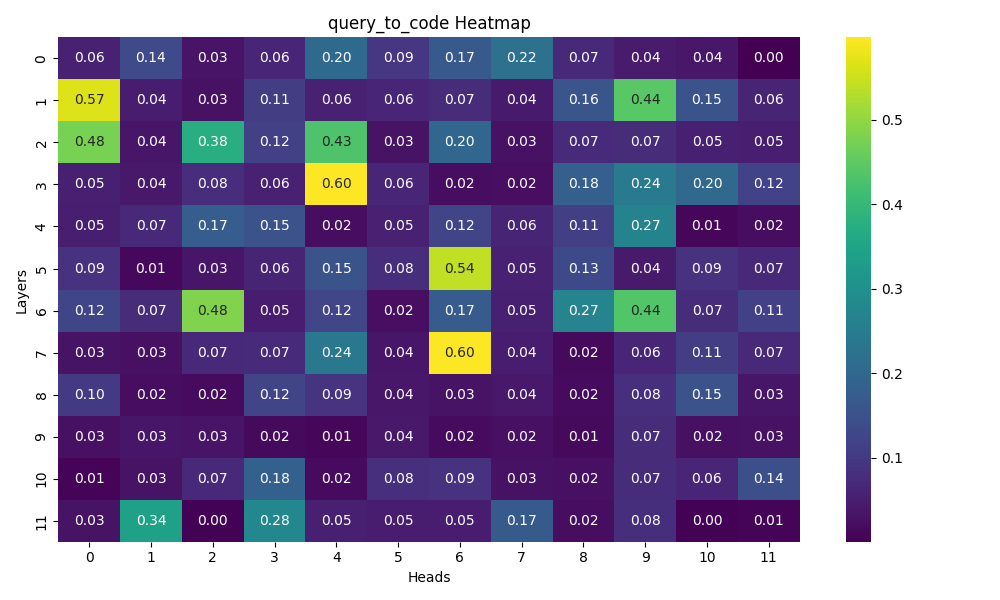 query_to_code Heatmap
0 0.06 0.14 0.03 0.06 0.20 0.09 0.17 0.22 0.07 0.04 0.04 0.00
1 0.57 0.04 0.03 0.11 0.06 0.06 0.07 0.04 0.16 0.44 0.15 0.06
2 0.48 0.04 0.38 0.12 0.43 0.03 0.20 0.03 0.07 0.07 0.05 0.05
3 0.05 0.04 0.08 0.06 0.60 0.06 0.02 0.02 0.18 0.24 0.20 0.12
4 0.05 0.07 0.17 0.15 0.02 0.05 0.12 0.06 0.11 0.27 0.01 0.02
5 0.09 0.01 0.03 0.06 0.15 0.08 0.54 0.05 0.13 0.04 0.09 0.07
6 0.12 0.07 0.48 0.05 0.12 0.02 0.17 0.05 0.27 0.44 0.07 0.11
7 0.03 0.03 0.07 0.07 0.24 0.04 0.60 0.04 0.02 0.06 0.11 0.07
8 0.10 0.02 0.02 0.12 0.09 0.04 0.03 0.04 0.02 0.08 0.15 0.03
9 0.03 0.03 0.03 0.02 0.01 0.04 0.02 0.02 0.01 0.07 0.02 0.03
10 0.01 0.03 0.07 0.18 0.02 0.08 0.09 0.03 0.02 0.07 0.06 0.14
11 0.03 0.34 0.00 0.28 0.05 0.05 0.05 0.17 0.02 0.08 0.00 0.01
0 1 2 3 4 5 6 7 8 9 10 11
Heads
Layers
0.5
0.4
0.3
0.2
0.1